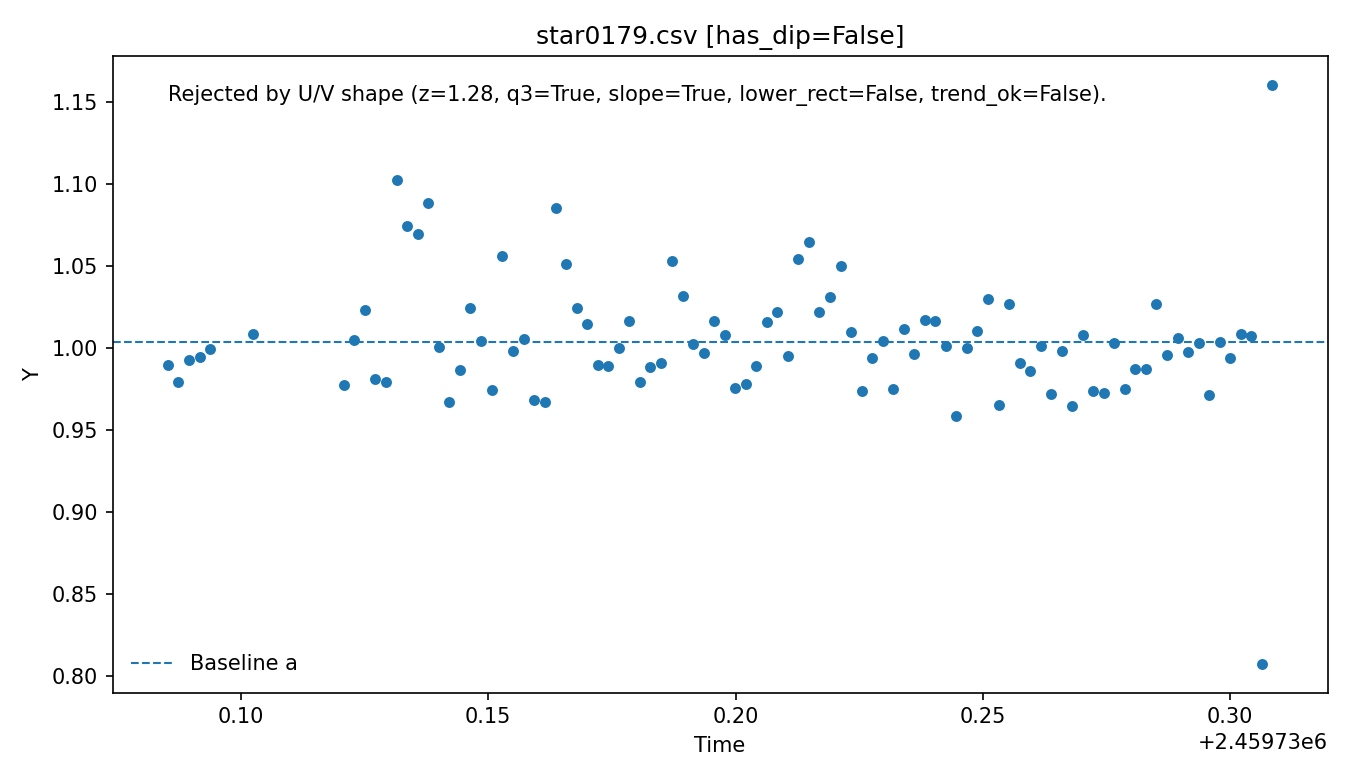 star0179.csv [has_dip=False]
Rejected by U/V shape (z=1.28, q3=True, slope=True, lower_rect=False, trend_ok=False).
Y
1.15
1.10
1.05
1.00
0.95
0.90
0.85
0.80
Baseline a
0.10 0.15 0.20 0.25 0.30
Time
+2.45973e6